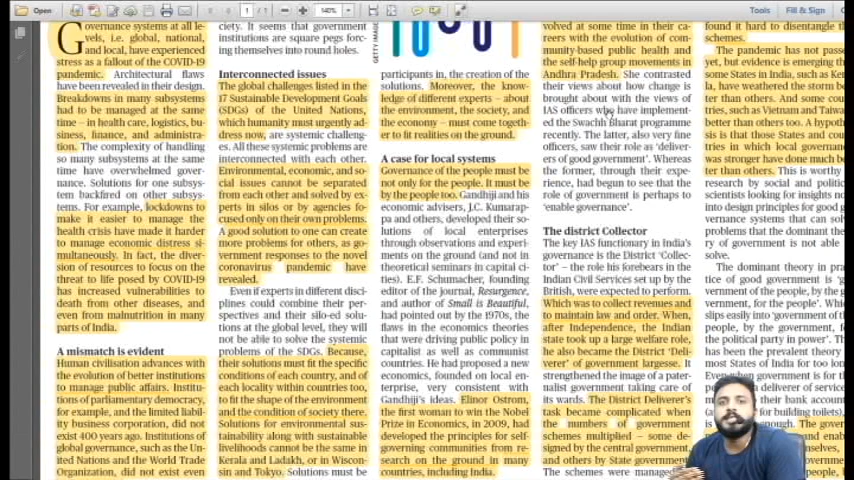 Open
1
/ 1
140%
Tools
Fill & Sign
Governance systems at all le-
vels, i.e. global, national,
and local, have experienced
stress as a fallout of the COVID-19
pandemic. Architectural flaws
have been revealed in their design.
Breakdowns in many subsystems
had to be managed at the same
time – in health care, logistics, bu-
siness, finance, and administra-
tion. The complexity of handling
so many subsystems at the same
time have overwhelmed gover-
nance. Solutions for one subsys-
tem backfired on other subsys-
tems. For example, lockdowns to
make it easier to manage the
health crisis have made it harder
to manage economic distress si-
multaneously. In fact, the diver-
sion of resources to focus on the
threat to life posed by COVID-19
has increased vulnerabilities to
death from other diseases, and
even from malnutrition in many
parts of India.
A mismatch is evident
Human civilisation advances with
the evolution of better institutions
to manage public affairs. Institu-
tions of parliamentary democracy,
for example, and the limited liabil-
ity business corporation, did not
exist 400 years ago. Institutions of
global governance, such as the Un-
ited Nations and the World Trade
Organization, did not exist even
ciety. It seems that government
institutions are square pegs forc-
ing themselves into round holes.
Interconnected issues
The global challenges listed in the
17 Sustainable Development Goals
(SDGs) of the United Nations,
which humanity must urgently ad-
dress now, are systemic challeng-
es. All these systemic problems are
interconnected with each other.
Environmental, economic, and so-
cial issues cannot be separated
from each other and solved by ex-
perts in silos or by agencies fo-
cused only on their own problems.
A good solution to one can create
more problems for others, as go-
vernment responses to the novel
coronavirus pandemic have
revealed.
Even if experts in different disci-
plines could combine their per-
spectives and their silo-ed solu-
tions at the global level, they will
not be able to solve the systemic
problems of the SDGs. Because,
their solutions must fit the specific
conditions of each country, and of
each locality within countries too,
to fit the shape of the environment
and the condition of society there.
Solutions for environmental sus-
tainability along with sustainable
livelihoods cannot be the same in
Kerala and Ladakh, or in Wiscon-
sin and Tokyo. Solutions must be
GETTY IMAGE
participants in, the creation of the
solutions. Moreover, the know-
ledge of different experts – about
the environment, the society, and
the economy – must come togeth-
er to fit realities on the ground.
A case for local systems
Governance of the people must be
not only for the people. It must be
by the people too. Gandhiji and his
economic advisers, J.C. Kumarap-
pa and others, developed their so-
lutions of local enterprises
through observations and experi-
ments on the ground (and not in
theoretical seminars in capital ci-
ties). E.F. Schumacher, founding
editor of the journal, Resurgence,
and author of Small is Beautiful,
had pointed out by the 1970s, the
flaws in the economics theories
that were driving public policy in
capitalist as well as communist
countries. He had proposed a new
economics, founded on local en-
terprise, very consistent with
Gandhiji's ideas. Elinor Ostrom,
the first woman to win the Nobel
Prize in Economics, in 2009, had
developed the principles for self-
governing communities from re-
search on the ground in many
countries, including India.
volved at some time in their ca-
reers with the evolution of com-
munity-based public health and
the self-help group movements in
Andhra Pradesh. She contrasted
their views about how change is
brought about with the views of
IAS officers who have implement-
ed the Swachh Bharat programme
recently. The latter, also very fine
officers, saw their role as 'deliver-
ers of good government'. Whereas
the former, through their expe-
rience, had begun to see that the
role of government is perhaps to
'enable governance'.
The district Collector
The key IAS functionary in India's
governance is the District 'Collec-
tor' – the role his forebears in the
Indian Civil Services set up by the
British, were expected to perform.
Which was to collect revenues and
to maintain law and order. When,
after Independence, the Indian
state took up a large welfare role,
he also became the District 'Deli-
verer' of government largesse. It
strengthened the image of a pater-
nalist government taking care of
its wards. The District Deliverer's
task became complicated when
the numbers of government
schemes multiplied – some de-
signed by the central government,
and others by State governments.
The schemes were managed
found it hard to disentangle the
schemes.
The pandemic has not passed
yet, but evidence is emerging that
some States in India, such as Ker-
la, have weathered the storm bet-
ter than others. And some coun-
tries, such as Vietnam and Taiwan
better than others too. A hypothe-
sis is that those States and coun-
tries in which local governance
was stronger have done much bet-
ter than others. This is worthy
research by social and political
scientists looking for insights
into design principles for good
vernance systems that can
problems that the dominant
ry of government is not able
solve.
The dominant theory in
tice of good government is
vernment of the people, by the
vernment, for the people'.
slips easily into 'government of
people, by the government,
the political party in power'.
has been the prevalent theory
most States of India for too
Even when government is for
deliverer of
their bank
for building toilets),
enough. The
and